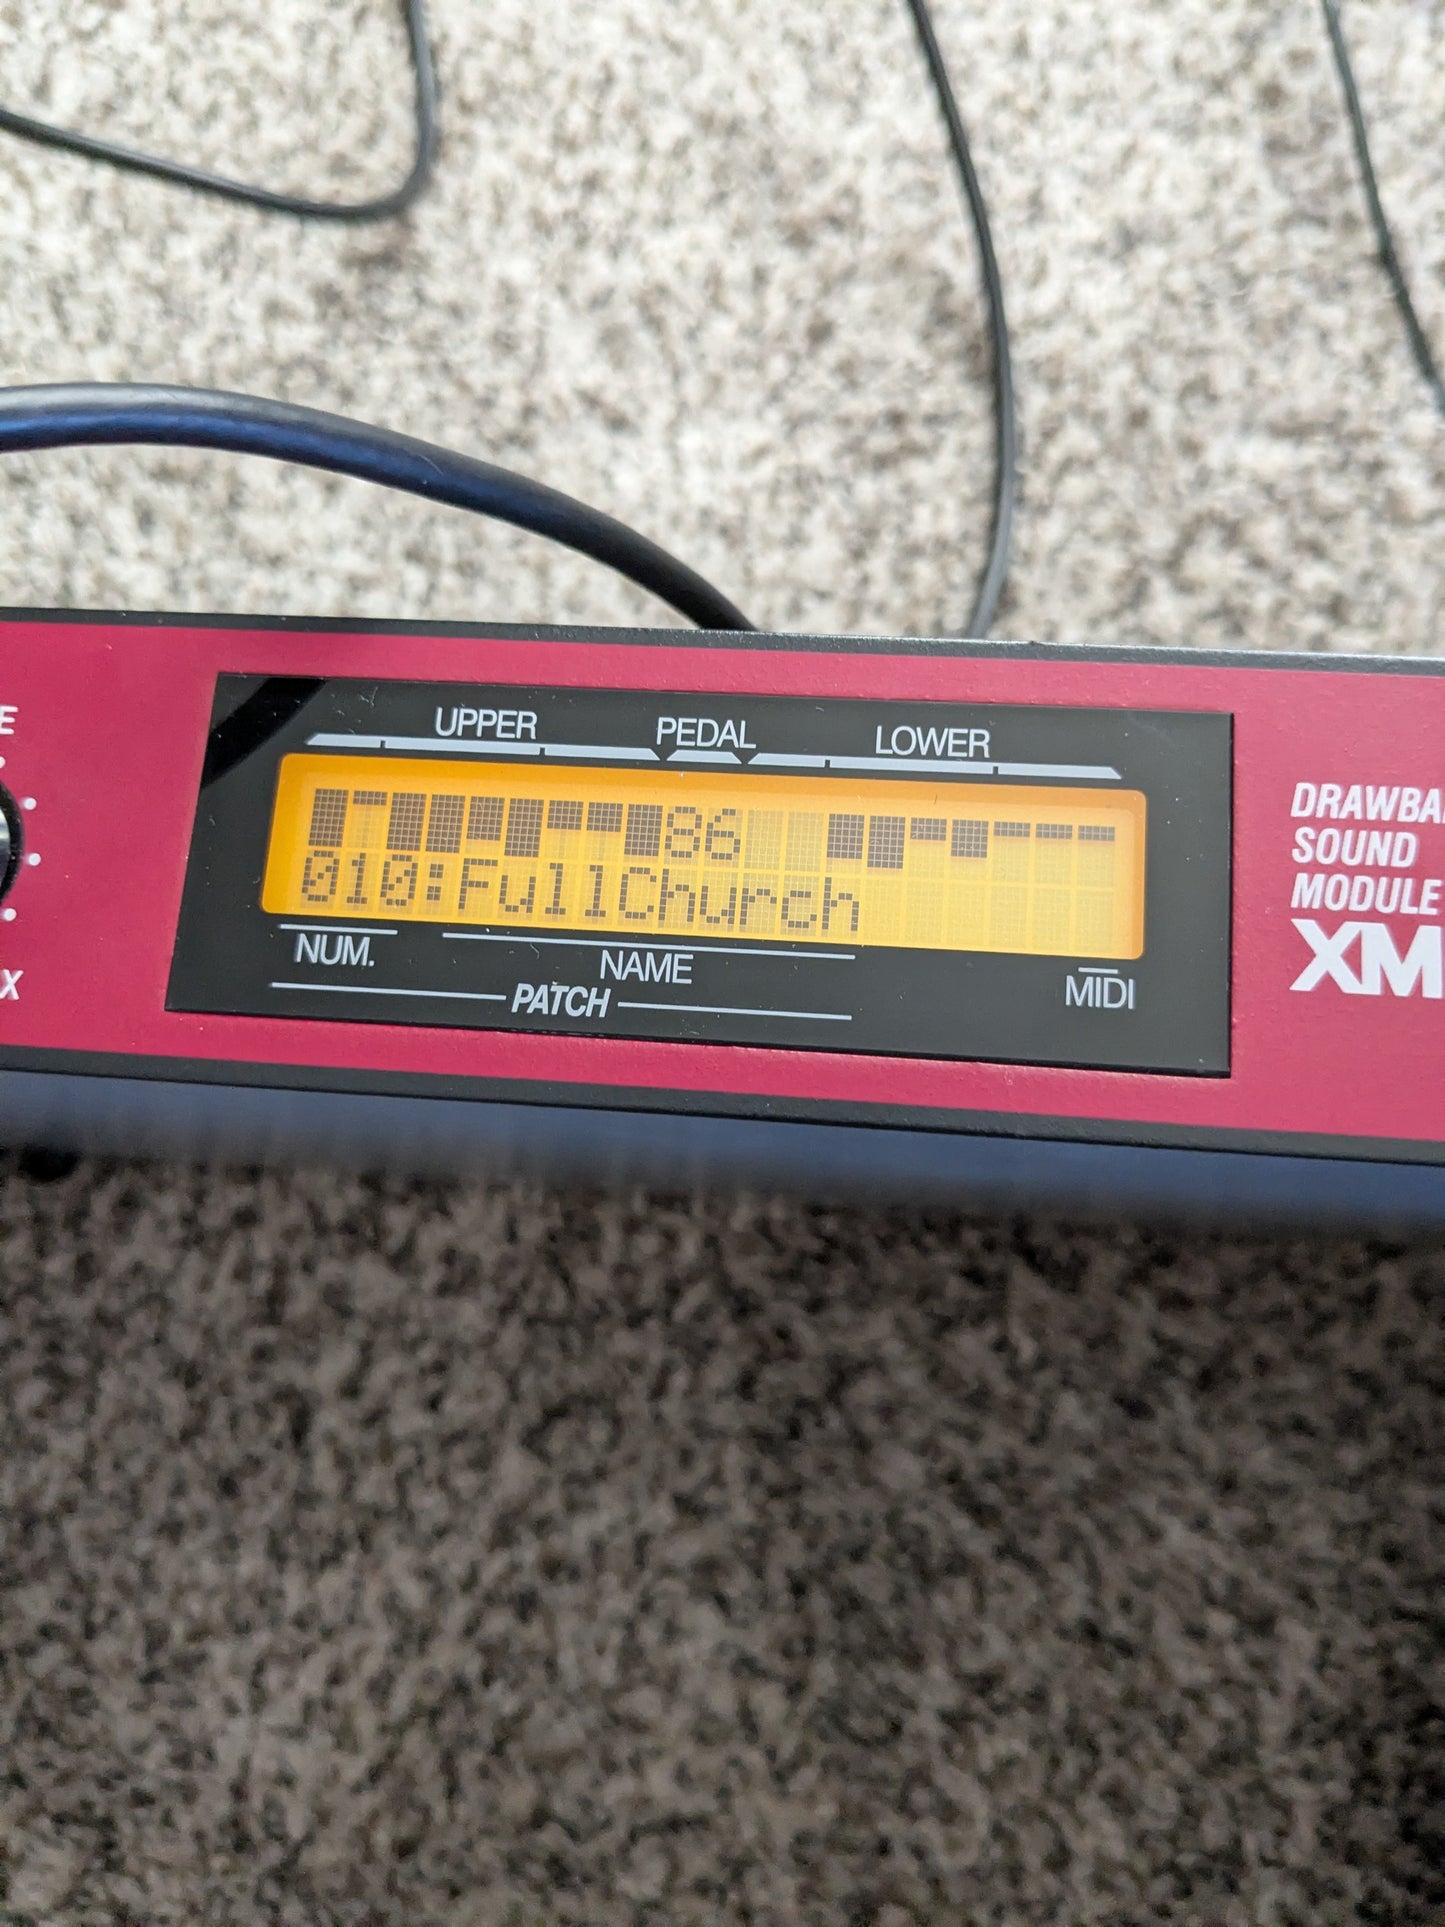 E
UPPER PEDAL LOWER
86
010:FullChurch
NUM. NAME
PATCH
MIDI
X
DRAWBA
SOUND
MODULE
XM